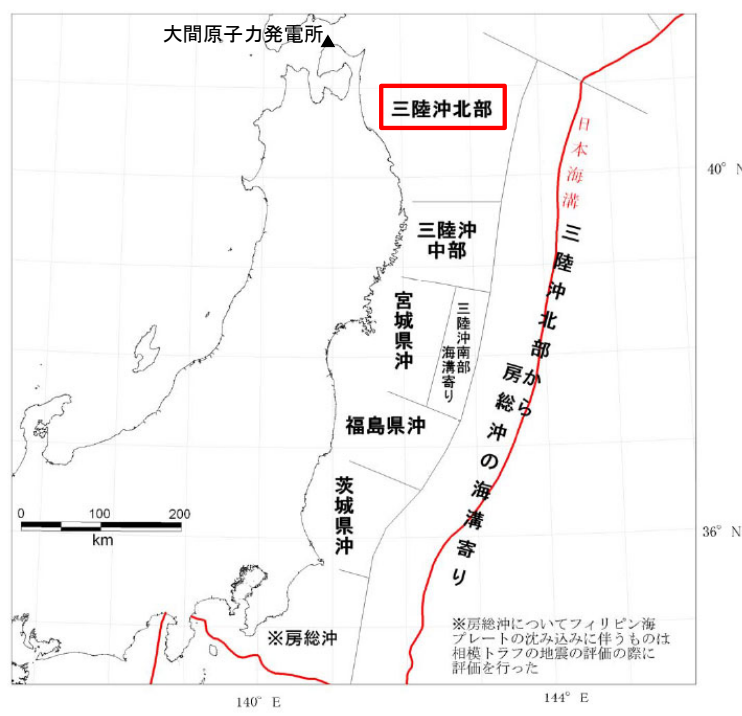 大間原子力発電所▲
三陸沖北部
日本海溝
40° N
三陸沖
中部
三陸沖北部から
房総沖の海溝寄り
宮城県沖
三陸沖南部
海溝寄り
福島県沖
茨城県沖
0 100 200
km
36° N
※房総沖
※房総沖についてフィリピン海
プレートの沈み込みに伴うものは
相模トラフの地震の評価の際に
評価を行った
140° E
144° E